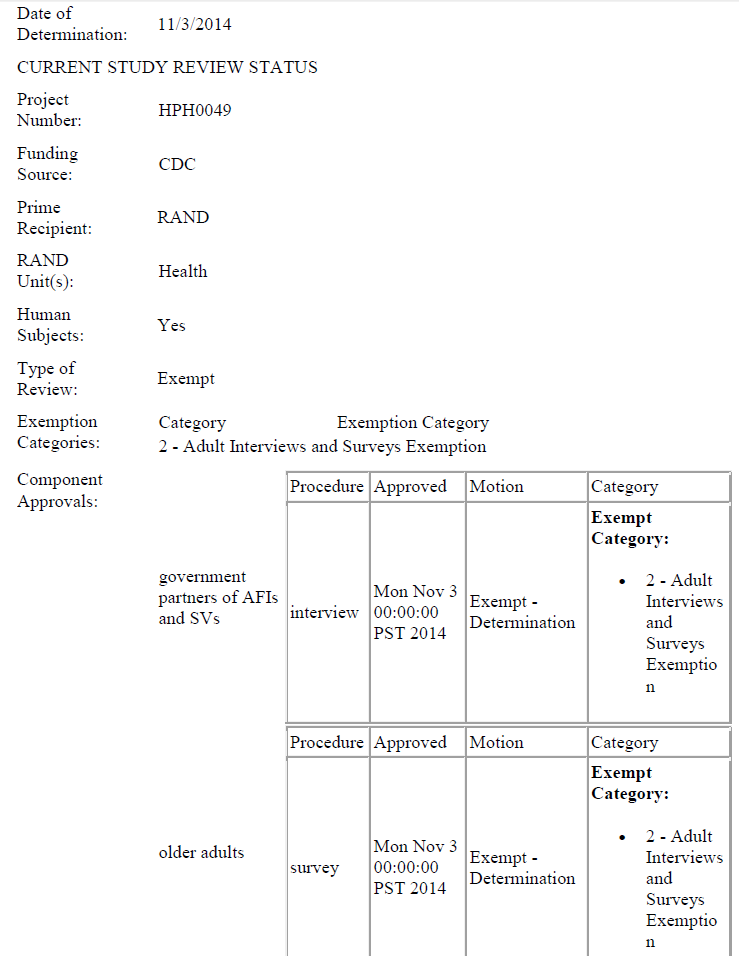 Date of
Determination:
11/3/2014
CURRENT STUDY REVIEW STATUS
Project
Number:
HPH0049
Funding
Source:
CDC
Prime
Recipient:
RAND
RAND
Unit(s):
Health
Human
Subjects:
Yes
Type of
Review:
Exempt
Exemption
Categories:
Category Exemption Category
2 - Adult Interviews and Surveys Exemption
Component
Approvals:
government
partners of AFIs
and SVs
Procedure Approved Motion Category
interview
Mon Nov 3
00:00:00
PST 2014
Exempt -
Determination
Exempt
Category:
• 2 - Adult
Interviews
and
Surveys
Exemptio
n
older adults
Procedure Approved Motion Category
survey
Mon Nov 3
00:00:00
PST 2014
Exempt -
Determination
Exempt
Category:
• 2 - Adult
Interviews
and
Surveys
Exemptio
n